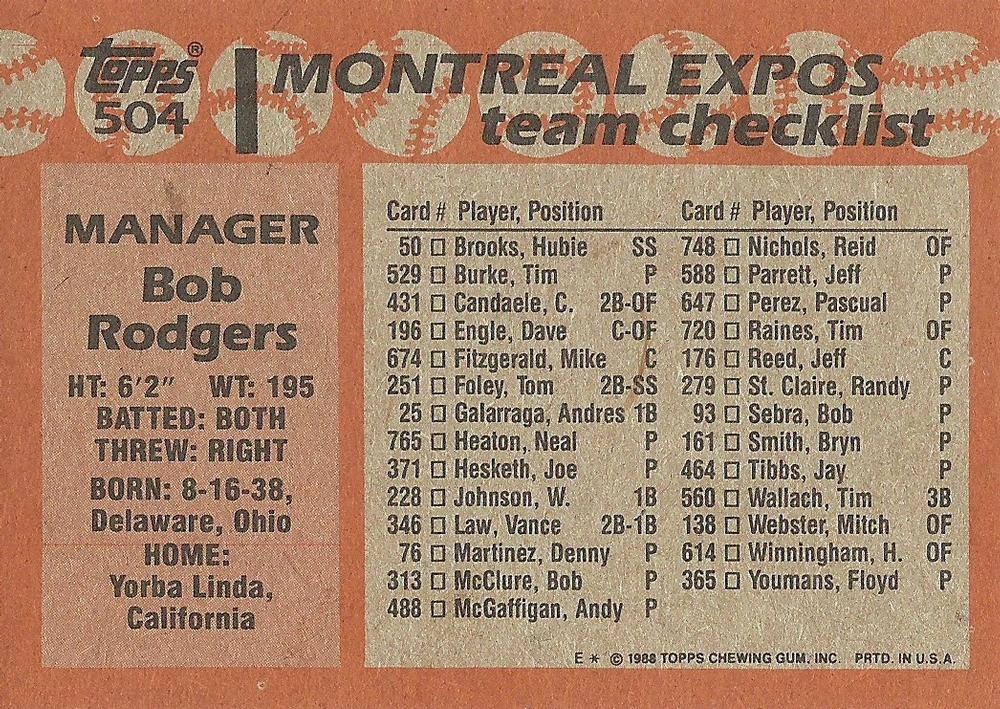 Topps®
504
MONTREAL EXPOS
team checklist
MANAGER
Bob
Rodgers
HT: 6'2" WT: 195
BATTED: BOTH
THREW: RIGHT
BORN: 8-16-38,
Delaware, Ohio
HOME:
Yorba Linda,
California
Card # Player, Position
50 □ Brooks, Hubie SS
529 □ Burke, Tim P
431 □ Candaele, C. 2B-OF
196 □ Engle, Dave C-OF
674 □ Fitzgerald, Mike C
251 □ Foley, Tom 2B-SS
25 □ Galarraga, Andres 1B
765 □ Heaton, Neal P
371 □ Hesketh, Joe P
228 □ Johnson, W. 1B
346 □ Law, Vance 2B-1B
76 □ Martinez, Denny P
313 □ McClure, Bob P
488 □ McGaffigan, Andy P
Card # Player, Position
748 □ Nichols, Reid OF
588 □ Parrett, Jeff P
647 □ Perez, Pascual P
720 □ Raines, Tim OF
176 □ Reed, Jeff C
279 □ St. Claire, Randy P
93 □ Sebra, Bob P
161 □ Smith, Bryn P
464 □ Tibbs, Jay P
560 □ Wallach, Tim 3B
138 □ Webster, Mitch OF
614 □ Winningham, H. OF
365 □ Youmans, Floyd P
E * © 1988 TOPPS CHEWING GUM, INC. PRTD. IN U.S.A.